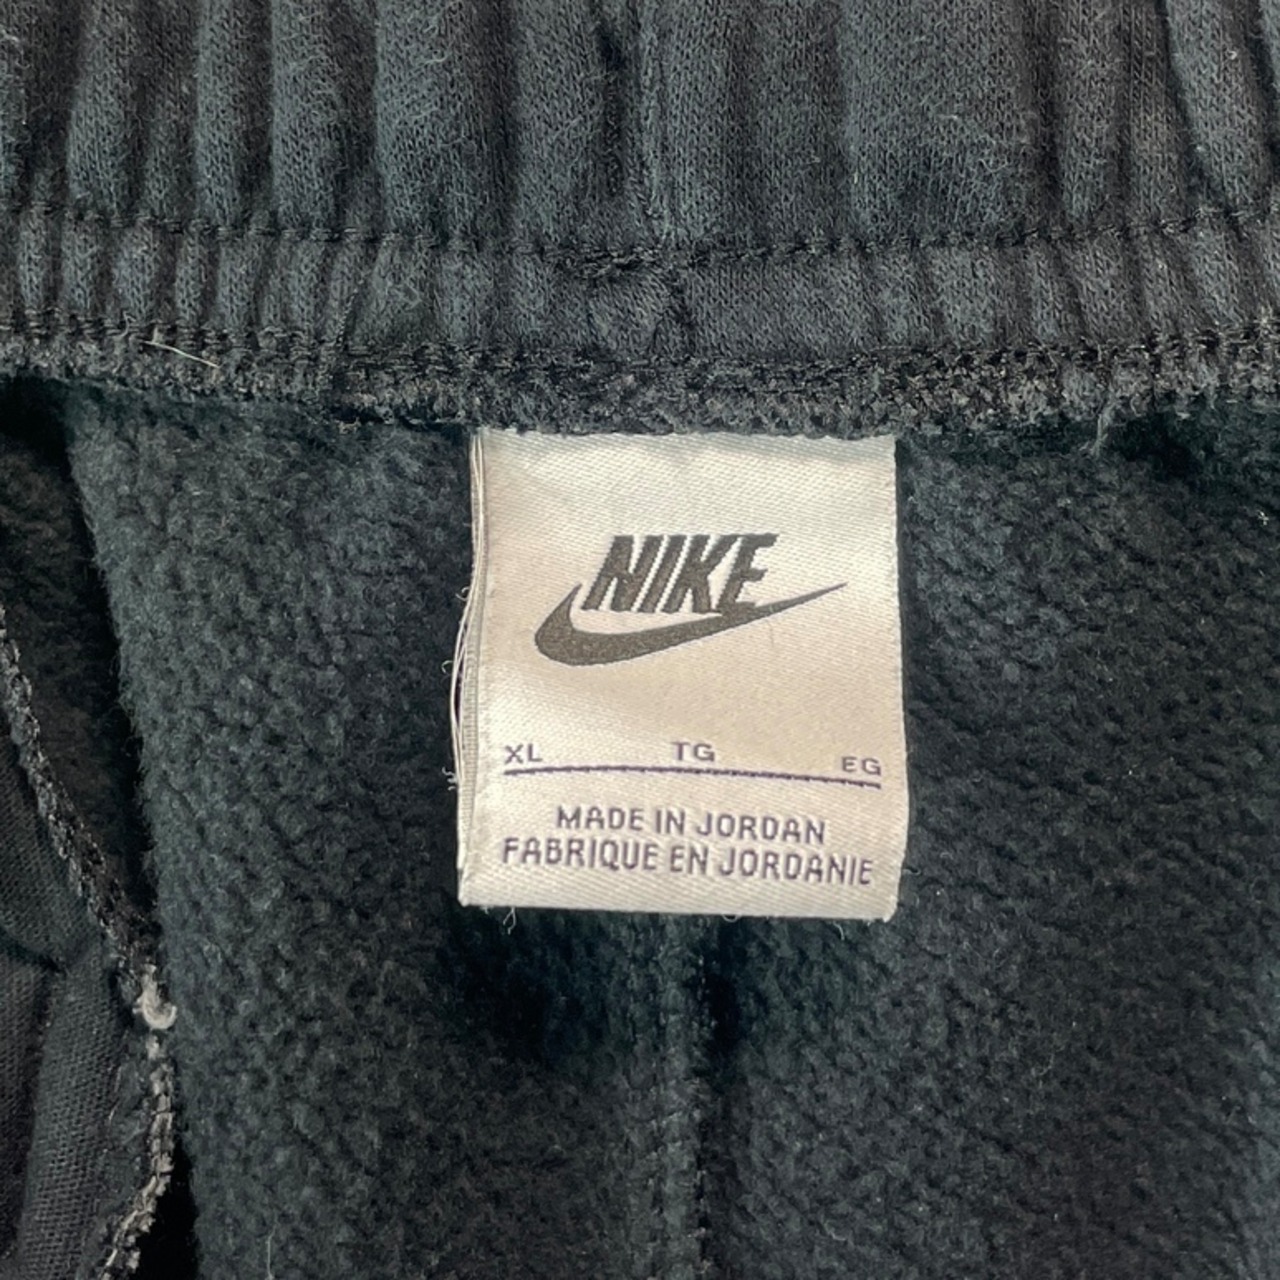 NIKE
XL TG EG
MADE IN JORDAN
FABRIQUE EN JORDANIE